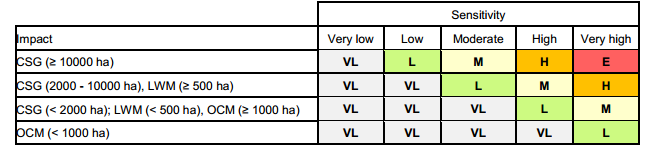 Sensitivity
Impact Very low Low Moderate High Very high
CSG (≥ 10000 ha) VL L M H E
CSG (2000 - 10000 ha), LWM (≥ 500 ha) VL VL L M H
CSG (< 2000 ha); LWM (< 500 ha), OCM (≥ 1000 ha) VL VL VL L M
OCM (< 1000 ha) VL VL VL VL L